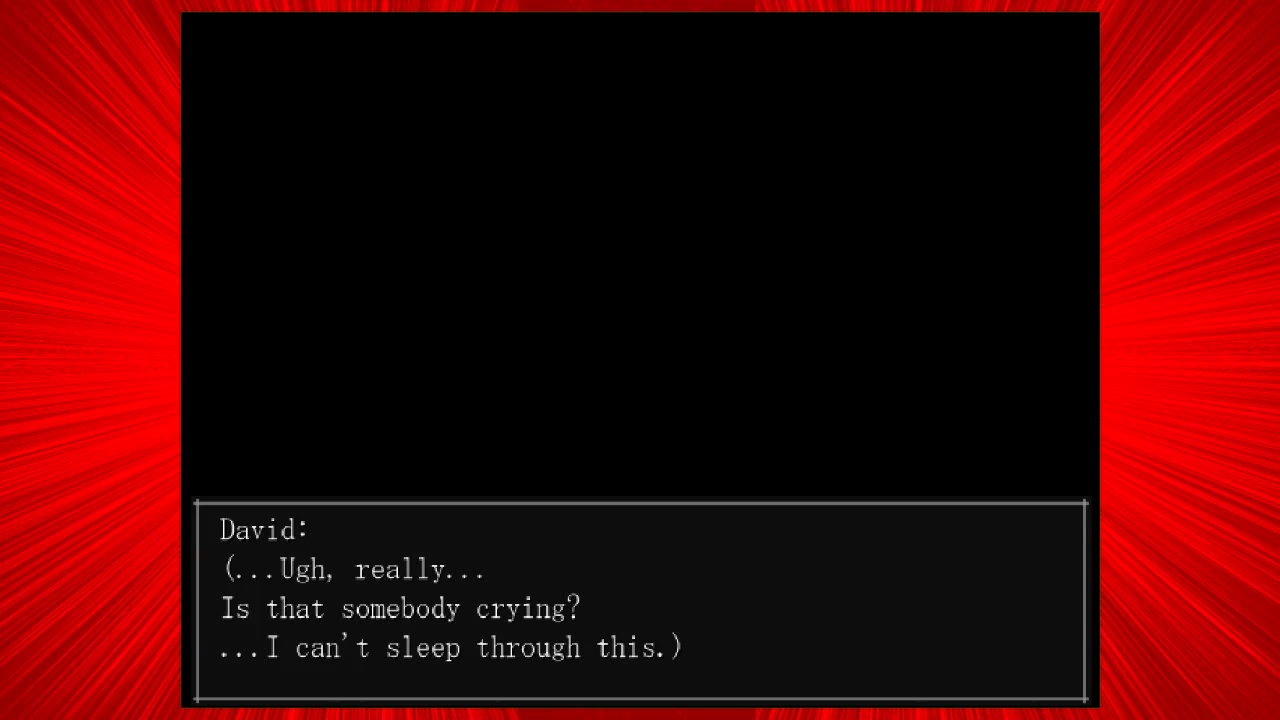 David:
(...Ugh, really...
Is that somebody crying?
...I can't sleep through this.)